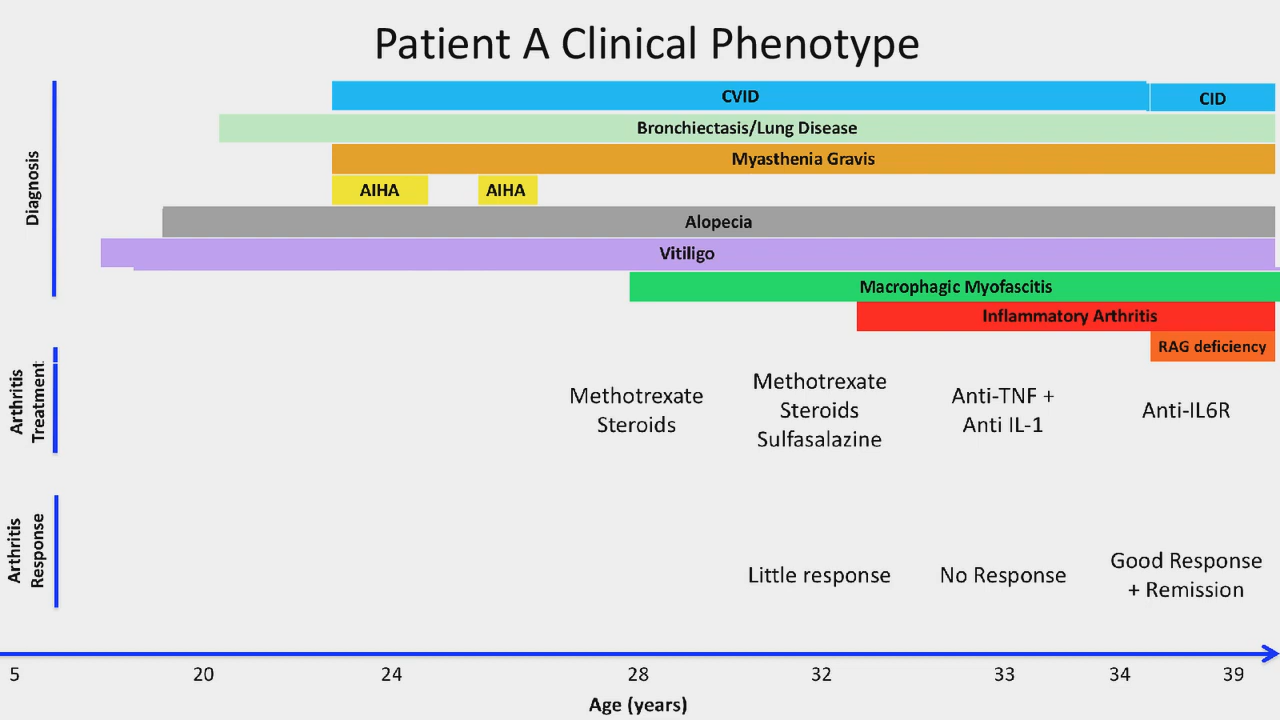 Patient A Clinical Phenotype
Diagnosis
CVID
CID
Bronchiectasis/Lung Disease
Myasthenia Gravis
AIHA
AIHA
Alopecia
Vitiligo
Macrophagic Myofascitis
Inflammatory Arthritis
RAG deficiency
Arthritis
Treatment
Methotrexate
Steroids
Methotrexate
Steroids
Sulfasalazine
Anti-TNF +
Anti IL-1
Anti-IL6R
Arthritis
Response
Little response
No Response
Good Response
+ Remission
5 20 24 28 32 33 34 39
Age (years)